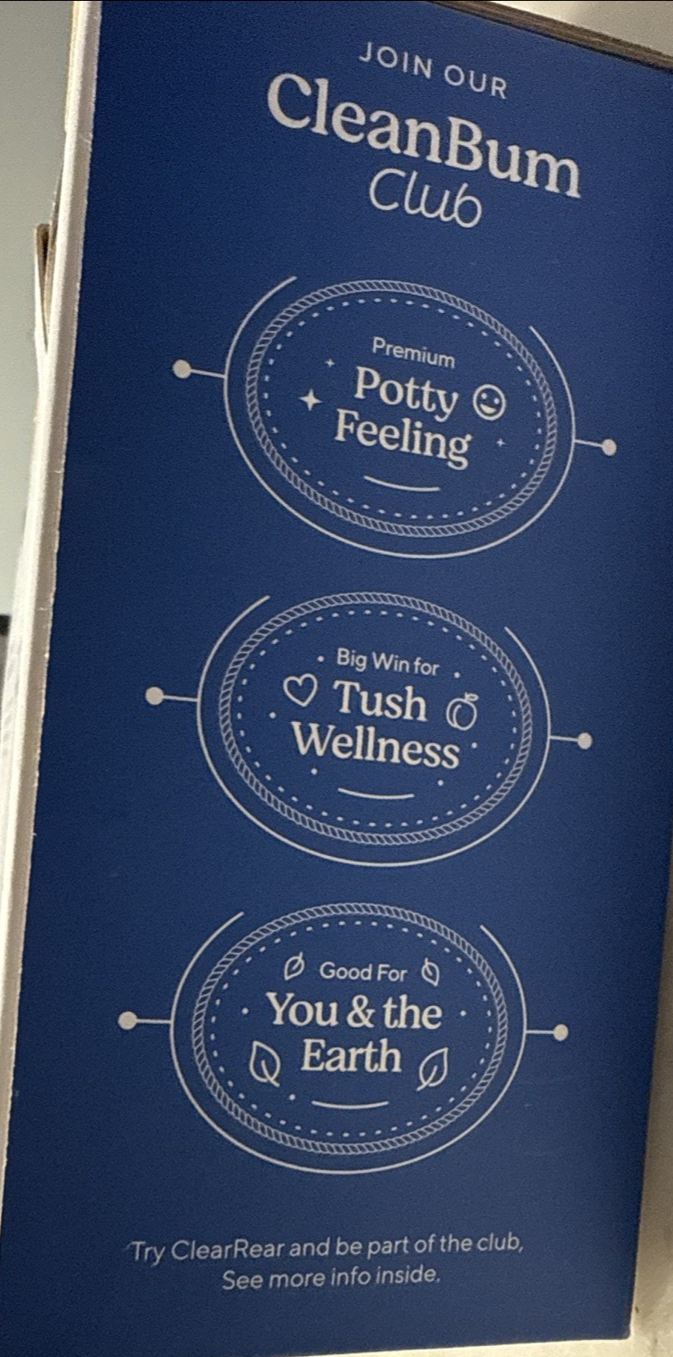 JOIN OUR
CleanBum
Club
Premium
Potty
Feeling
Big Win for
Tush
Wellness
Good For
You & the
Earth
Try ClearRear and be part of the club,
See more info inside.